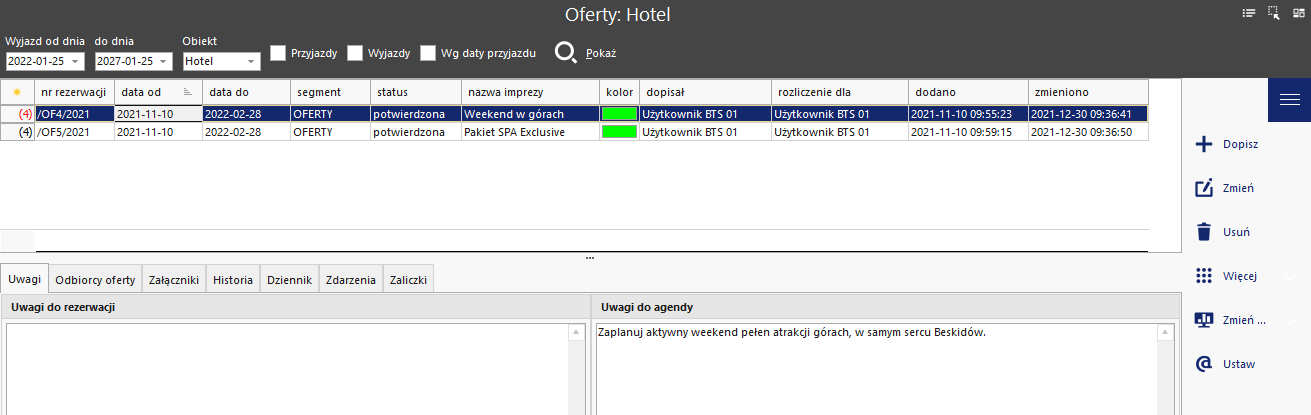 Oferty: Hotel
Wyjazd od dnia do dnia Obiekt
2022-01-25 2027-01-25 Hotel Przyjazdy Wyjazdy Wg daty przyjazdu Pokaż
nr rezerwacji data od data do segment status nazwa imprezy kolor dopisał rozliczenie dla dodano zmieniono
(4) /OF4/2021 2021-11-10 2022-02-28 OFERTY potwierdzona Weekend w górach Użytkownik BTS 01 Użytkownik BTS 01 2021-11-10 09:55:23 2021-12-30 09:36:41
(4) /OF5/2021 2021-11-10 2022-02-28 OFERTY potwierdzona Pakiet SPA Exclusive Użytkownik BTS 01 Użytkownik BTS 01 2021-11-10 09:59:15 2021-12-30 09:36:50
Dopisz
Zmień
Usuń
Więcej
Zmień ...
Ustaw
Uwagi Odbiorcy oferty Załączniki Historia Dziennik Zdarzenia Zaliczki
Uwagi do rezerwacji Uwagi do agendy
Zaplanuj aktywny weekend pełen atrakcji górach, w samym sercu Beskidów.